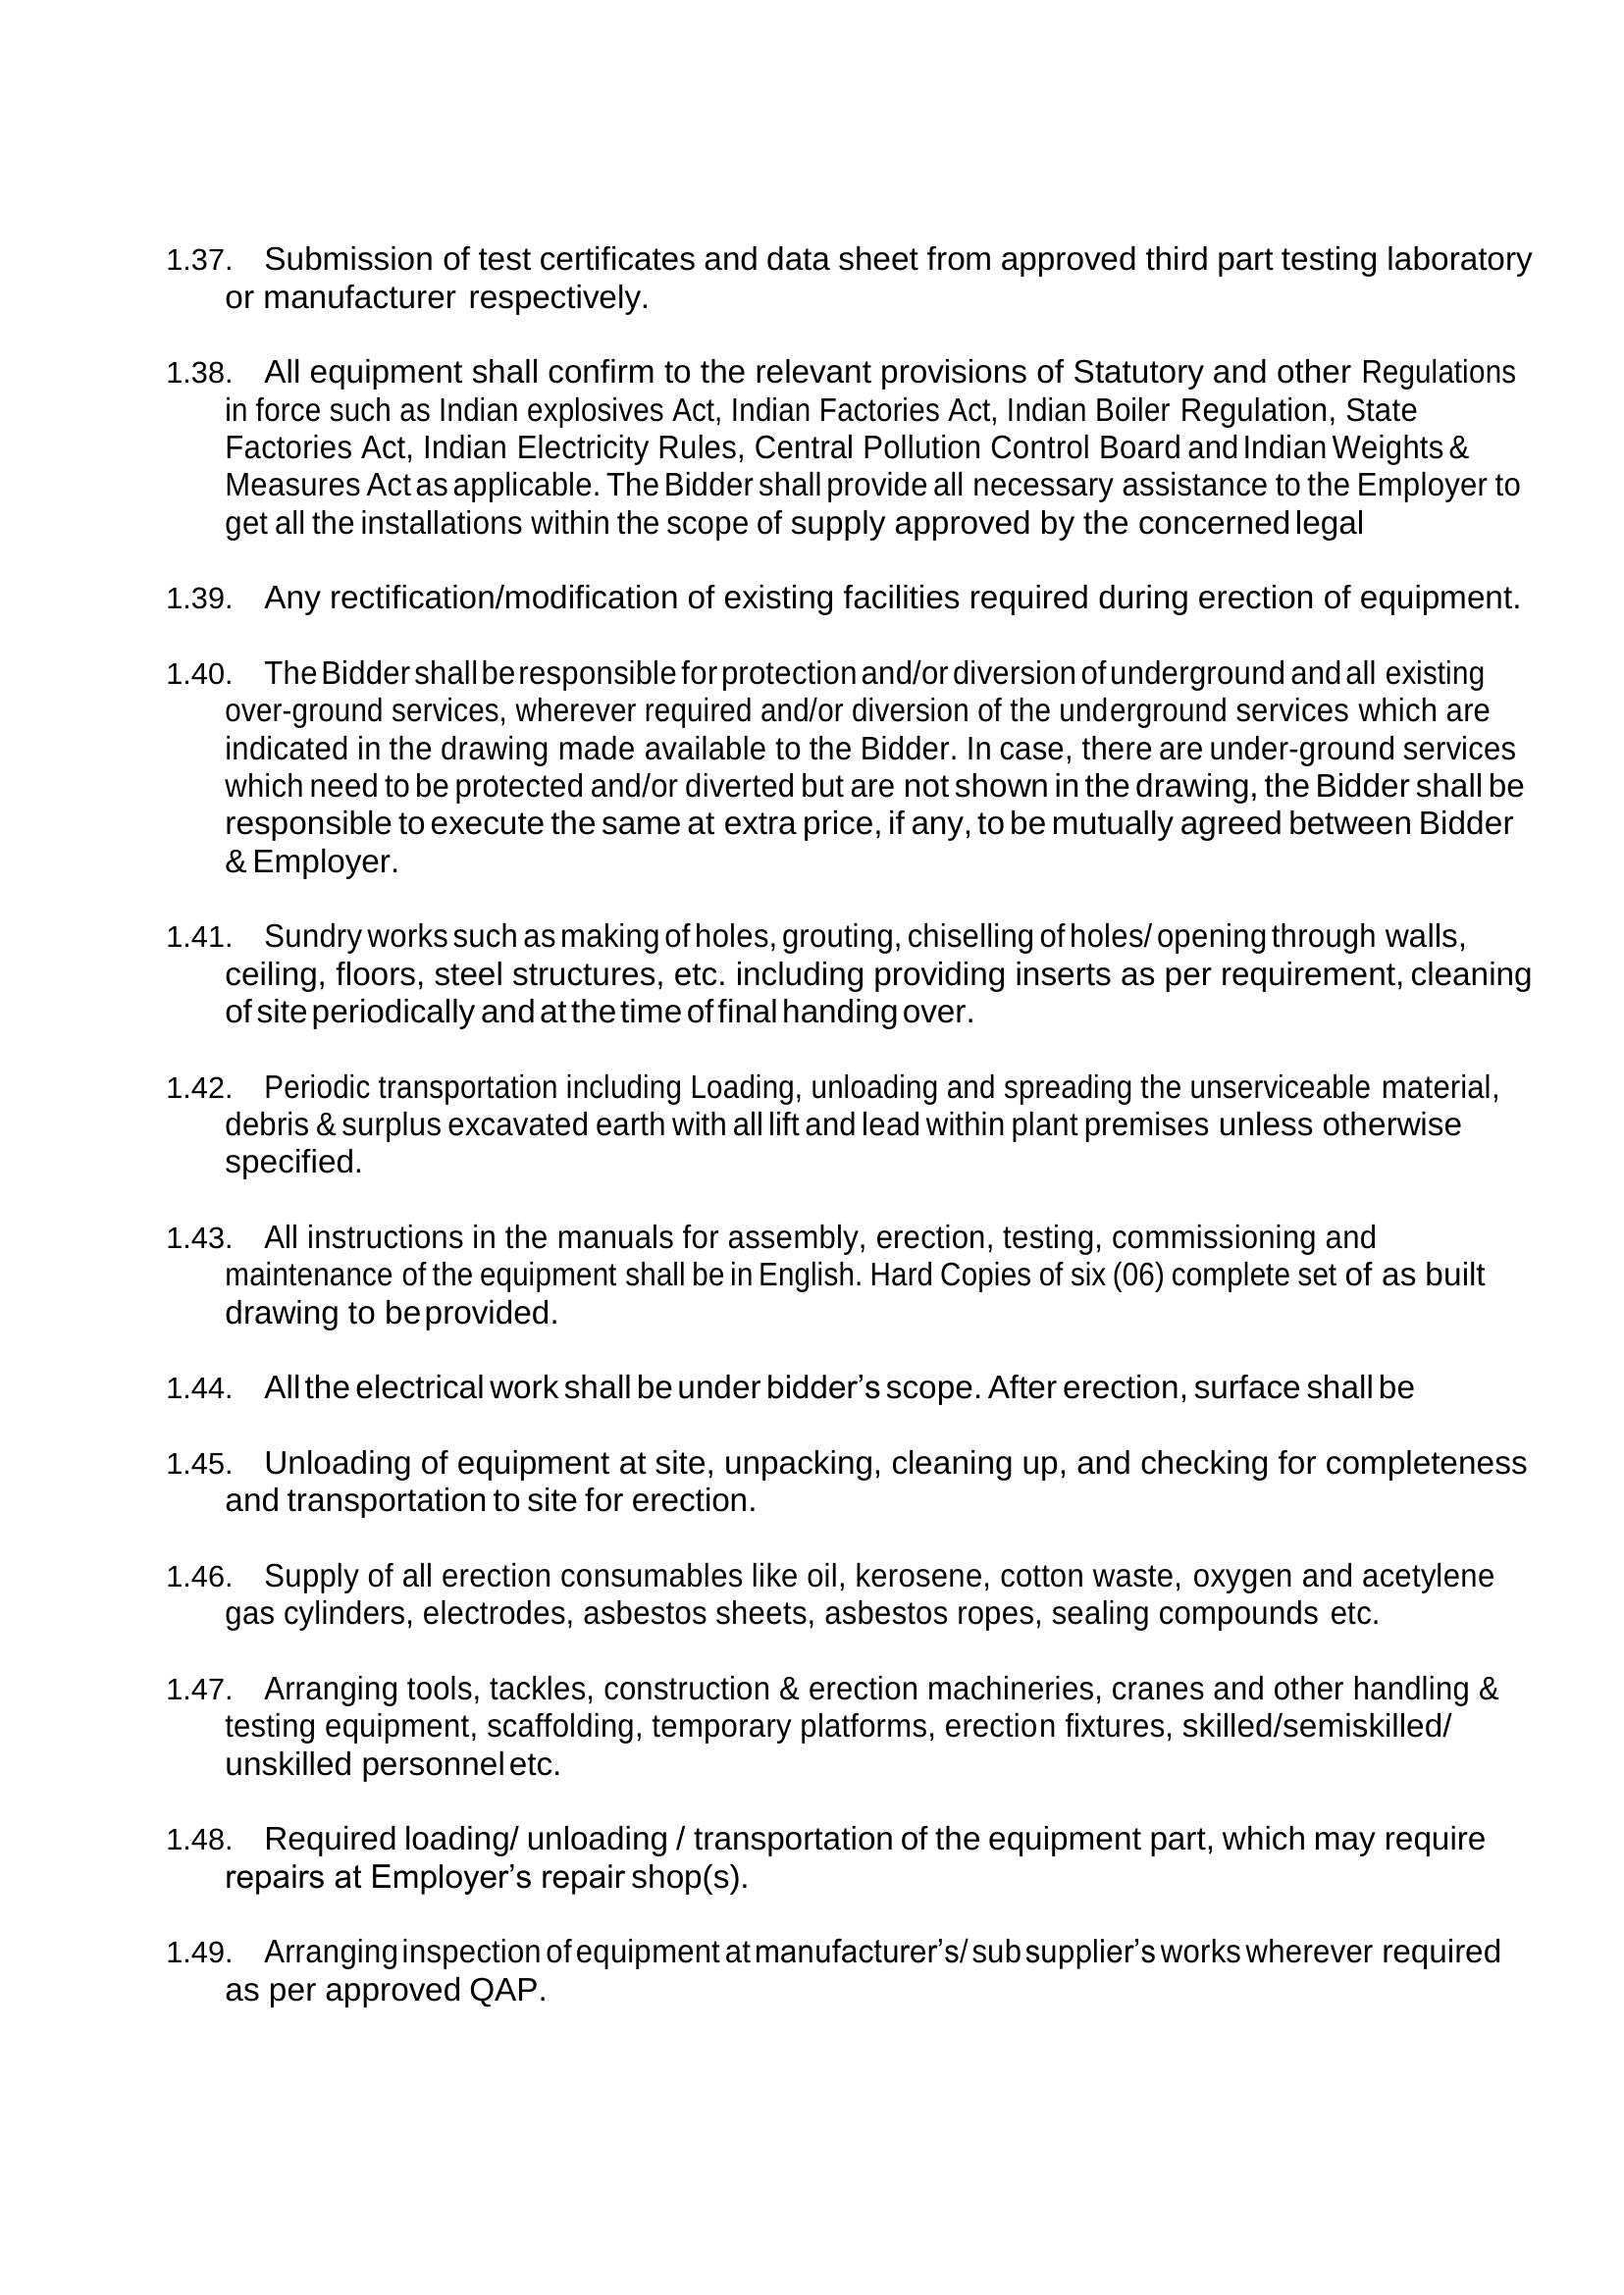 1.37. Submission of test certificates and data sheet from approved third part testing laboratory
or manufacturer respectively.
1.38. All equipment shall confirm to the relevant provisions of Statutory and other Regulations
in force such as Indian explosives Act, Indian Factories Act, Indian Boiler Regulation, State
Factories Act, Indian Electricity Rules, Central Pollution Control Board and Indian Weights &
Measures Act as applicable. The Bidder shall provide all necessary assistance to the Employer to
get all the installations within the scope of supply approved by the concerned legal
1.39. Any rectification/modification of existing facilities required during erection of equipment.
1.40. The Bidder shall be responsible for protection and/or diversion of underground and all existing
over-ground services, wherever required and/or diversion of the underground services which are
indicated in the drawing made available to the Bidder. In case, there are under-ground services
which need to be protected and/or diverted but are not shown in the drawing, the Bidder shall be
responsible to execute the same at extra price, if any, to be mutually agreed between Bidder
& Employer.
1.41. Sundry works such as making of holes, grouting, chiselling of holes/ opening through walls,
ceiling, floors, steel structures, etc. including providing inserts as per requirement, cleaning
of site periodically and at the time of final handing over.
1.42. Periodic transportation including Loading, unloading and spreading the unserviceable material,
debris & surplus excavated earth with all lift and lead within plant premises unless otherwise
specified.
1.43. All instructions in the manuals for assembly, erection, testing, commissioning and
maintenance of the equipment shall be in English. Hard Copies of six (06) complete set of as built
drawing to be provided.
1.44. All the electrical work shall be under bidder’s scope. After erection, surface shall be
1.45. Unloading of equipment at site, unpacking, cleaning up, and checking for completeness
and transportation to site for erection.
1.46. Supply of all erection consumables like oil, kerosene, cotton waste, oxygen and acetylene
gas cylinders, electrodes, asbestos sheets, asbestos ropes, sealing compounds etc.
1.47. Arranging tools, tackles, construction & erection machineries, cranes and other handling &
testing equipment, scaffolding, temporary platforms, erection fixtures, skilled/semiskilled/
unskilled personnel etc.
1.48. Required loading/ unloading / transportation of the equipment part, which may require
repairs at Employer’s repair shop(s).
1.49. Arranging inspection of equipment at manufacturer’s/ sub supplier’s works wherever required
as per approved QAP.